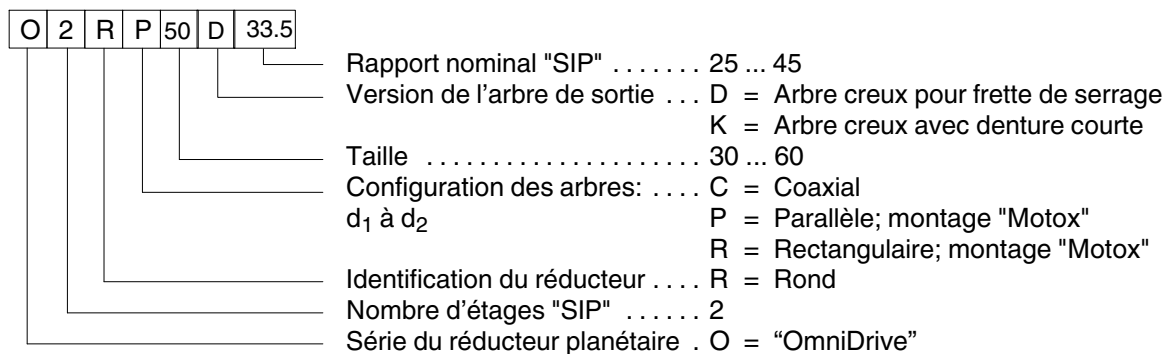 O 2 R P 50 D 33.5
Rapport nominal "SIP" . . . . . . . 25 ... 45
Version de l'arbre de sortie . . . D = Arbre creux pour frette de serrage
K = Arbre creux avec denture courte
Taille . . . . . . . . . . . . . . . . . . . . 30 ... 60
Configuration des arbres: . . . . C = Coaxial
d1 à d2 P = Parallèle; montage "Motox"
R = Rectangulaire; montage "Motox"
Identification du réducteur . . . . R = Rond
Nombre d'étages "SIP" . . . . . . 2
Série du réducteur planétaire . O = “OmniDrive”